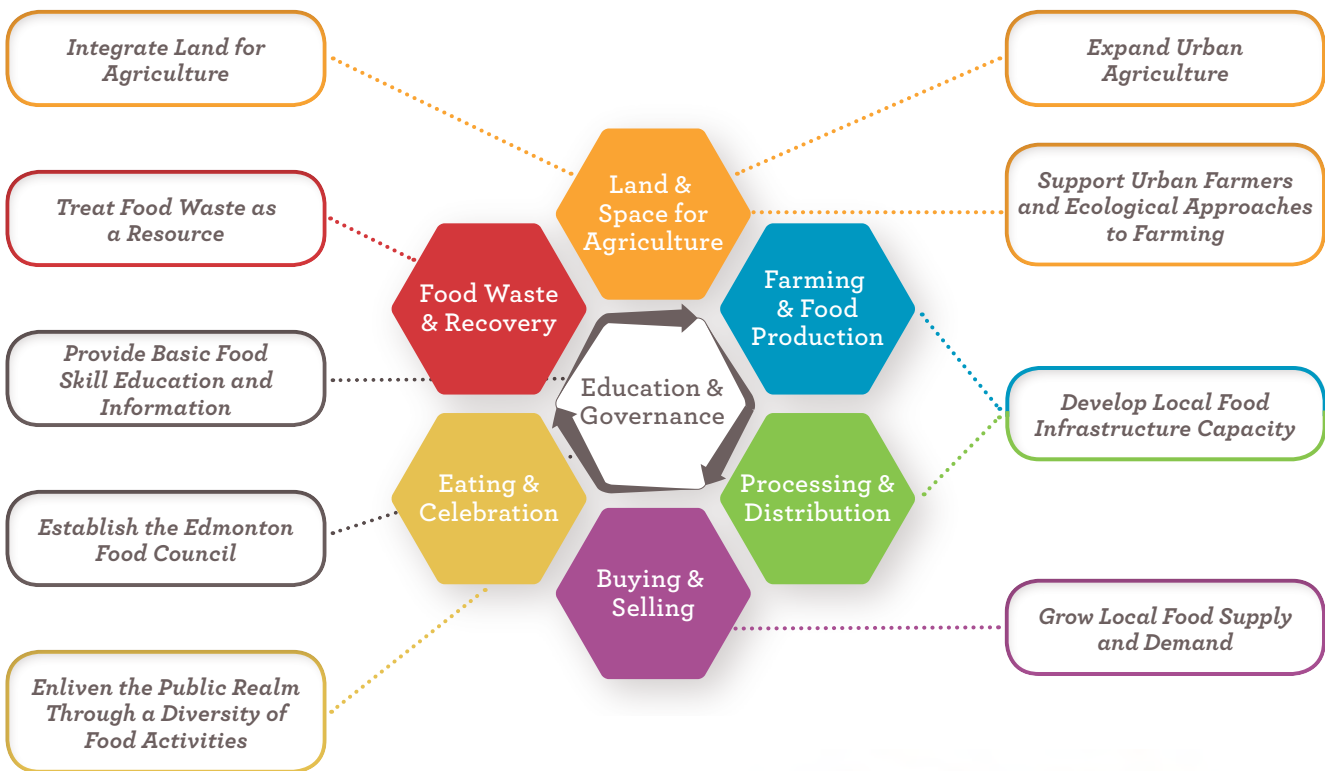 Integrate Land for
Agriculture
Treat Food Waste as
a Resource
Provide Basic Food
Skill Education and
Information
Establish the Edmonton
Food Council
Enliven the Public Realm
Through a Diversity of
Food Activities
Land &
Space for
Agriculture
Food Waste
& Recovery
Farming
& Food
Production
Education &
Governance
Eating &
Celebration
Processing &
Distribution
Buying &
Selling
Expand Urban
Agriculture
Support Urban Farmers
and Ecological Approaches
to Farming
Develop Local Food
Infrastructure Capacity
Grow Local Food Supply
and Demand